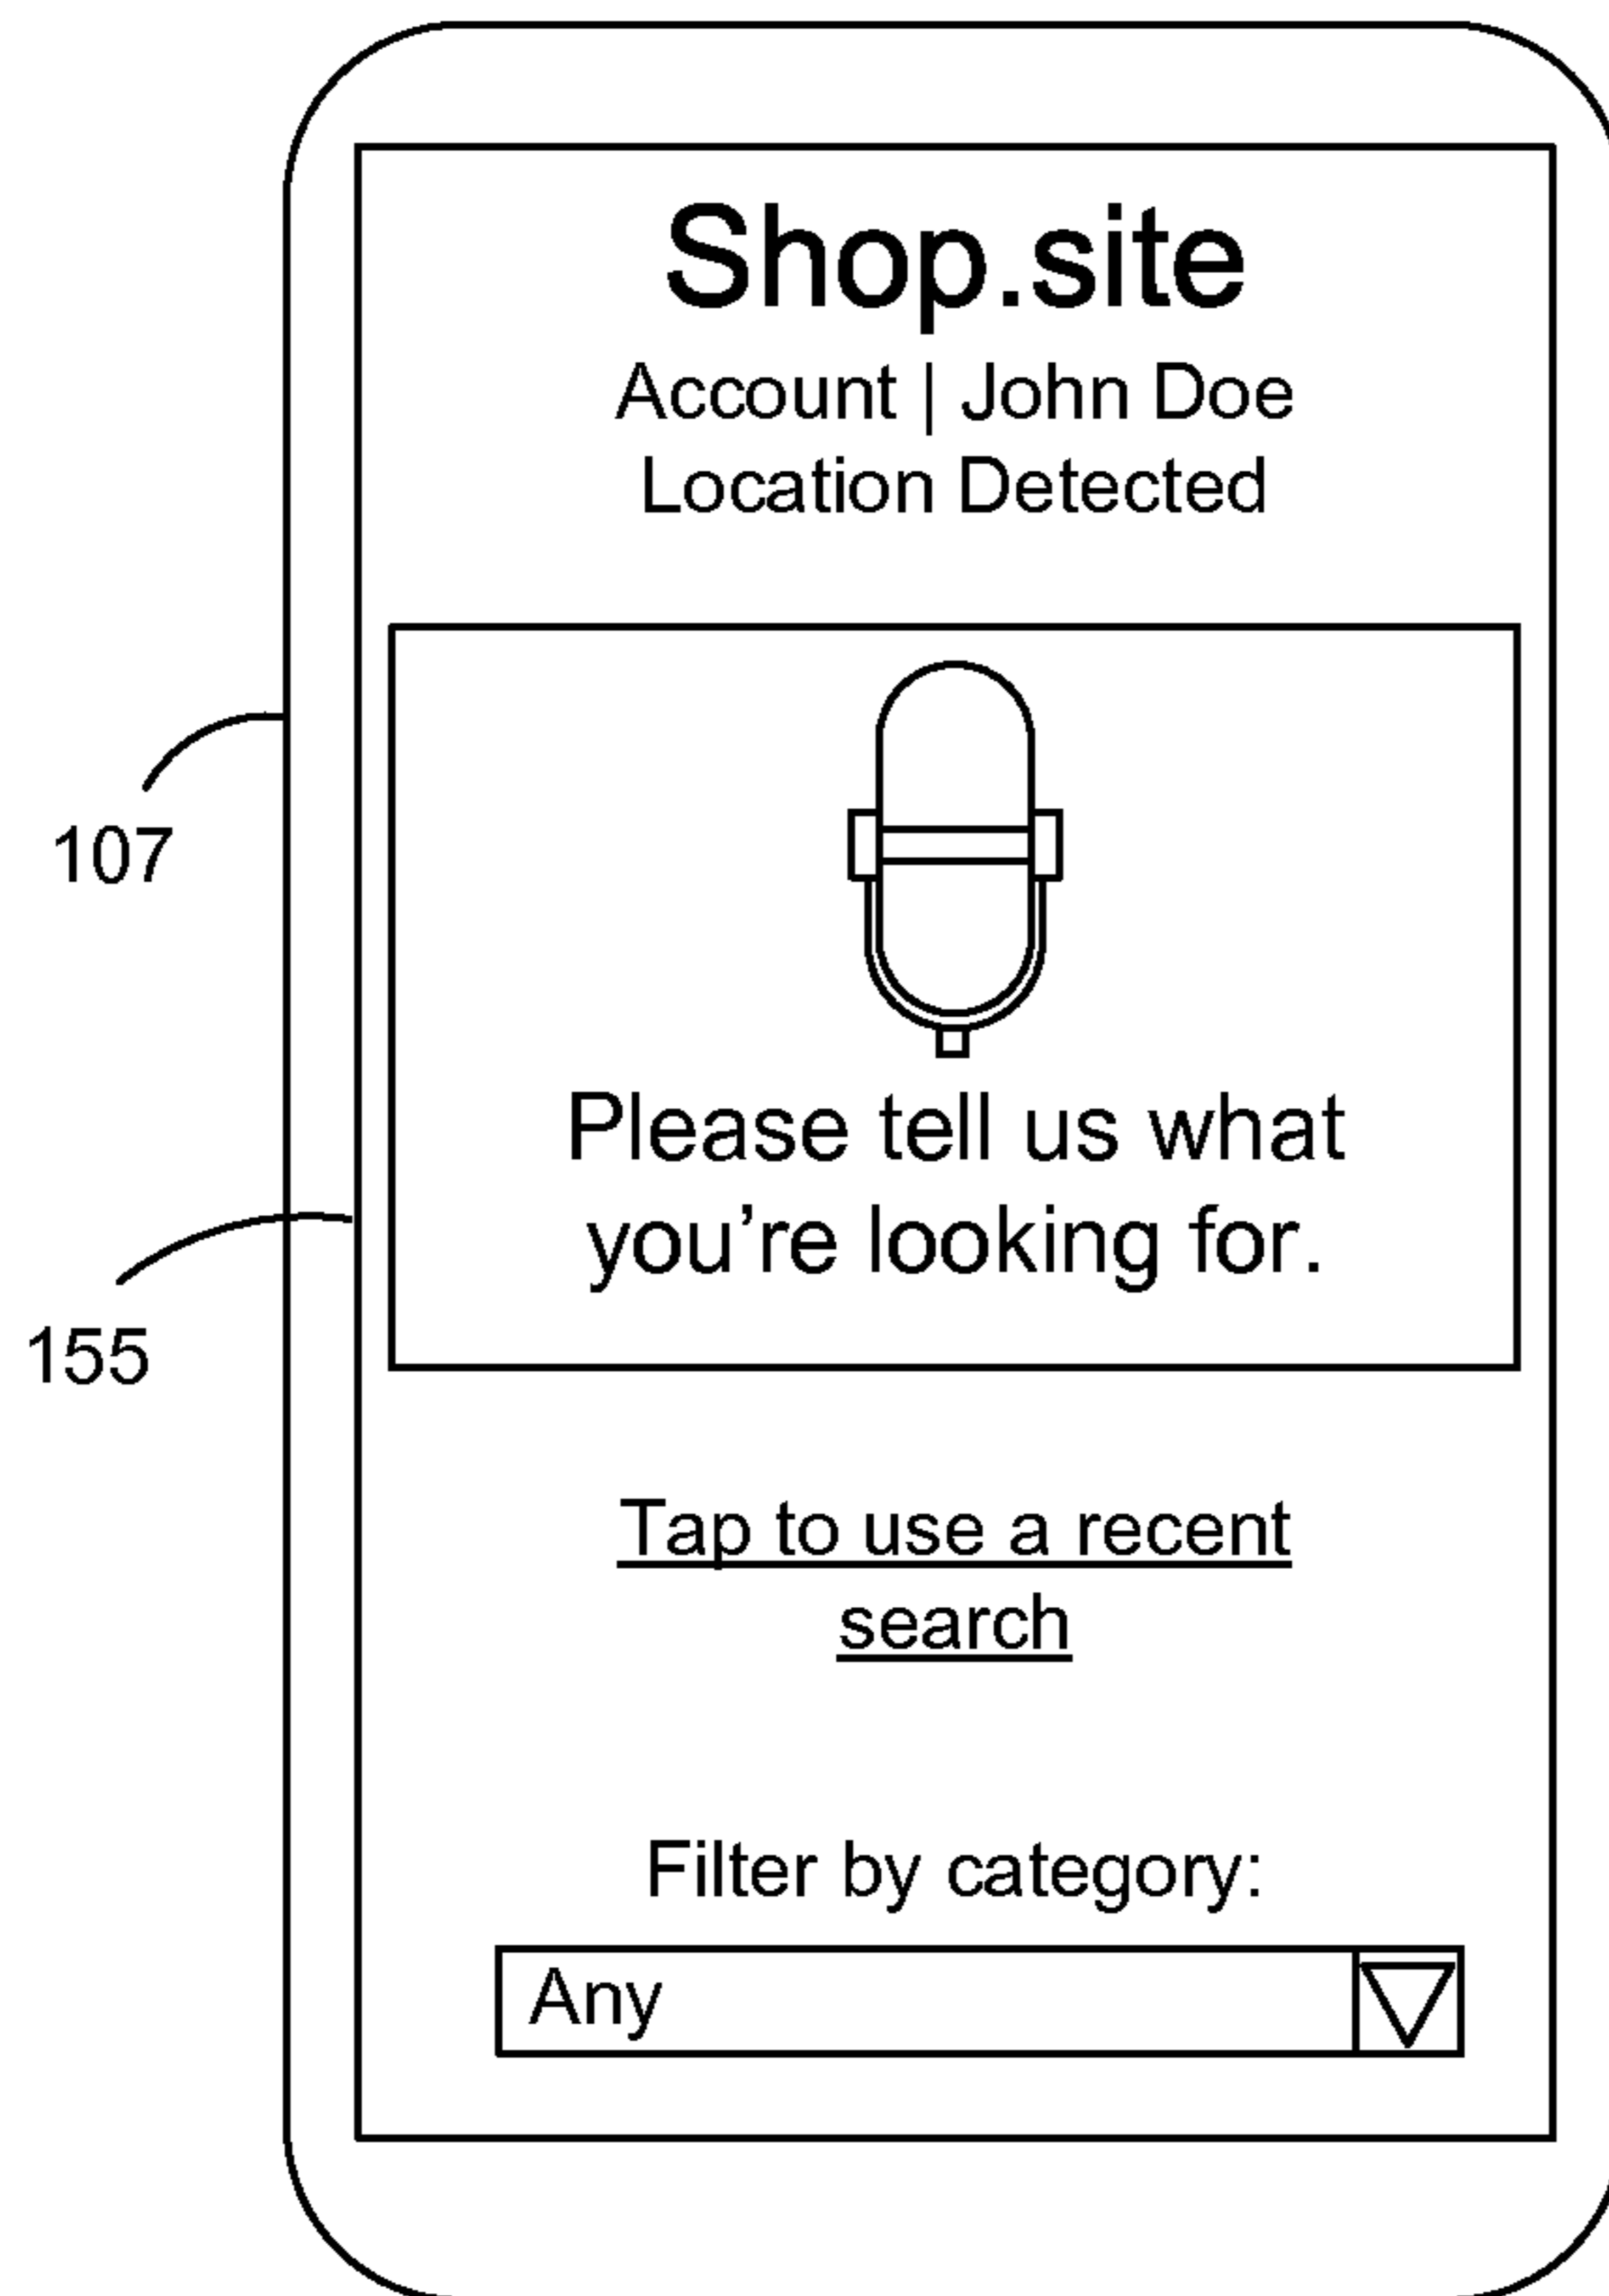 Shop.site
Account | John Doe
Location Detected
107
Please tell us what
you’re looking for.
155
Tap to use a recent
search
Filter by category:
Any